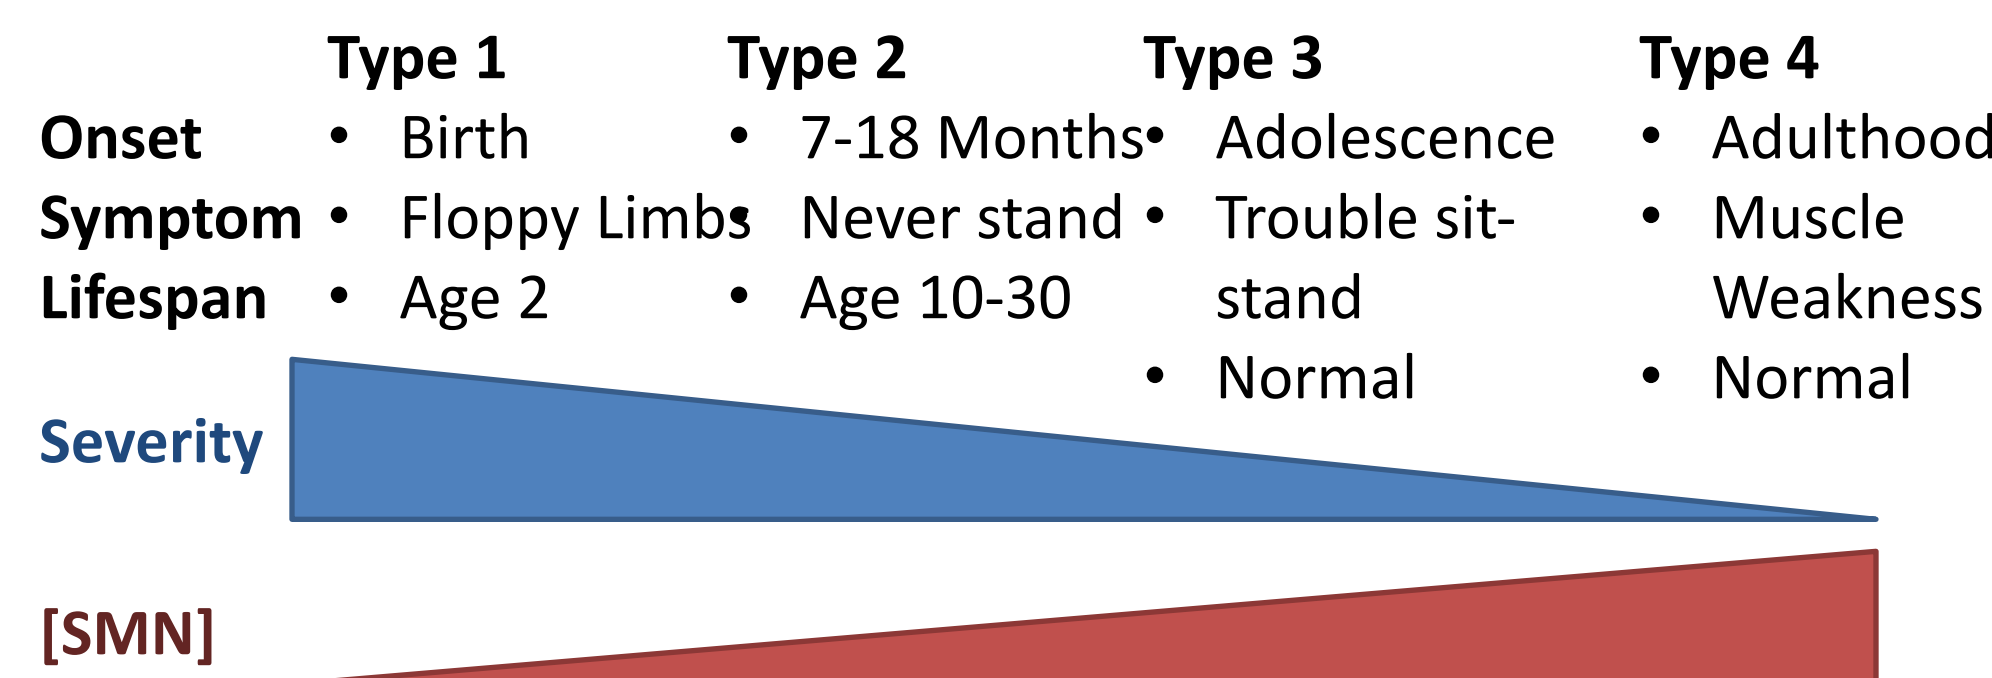 Type 1 Type 2 Type 3 Type 4
Onset • Birth • 7-18 Months • Adolescence • Adulthood
Symptom • Floppy Limbs • Never stand • Trouble sit- • Muscle
Lifespan • Age 2 • Age 10-30 stand Weakness
• Normal • Normal
Severity
[SMN]